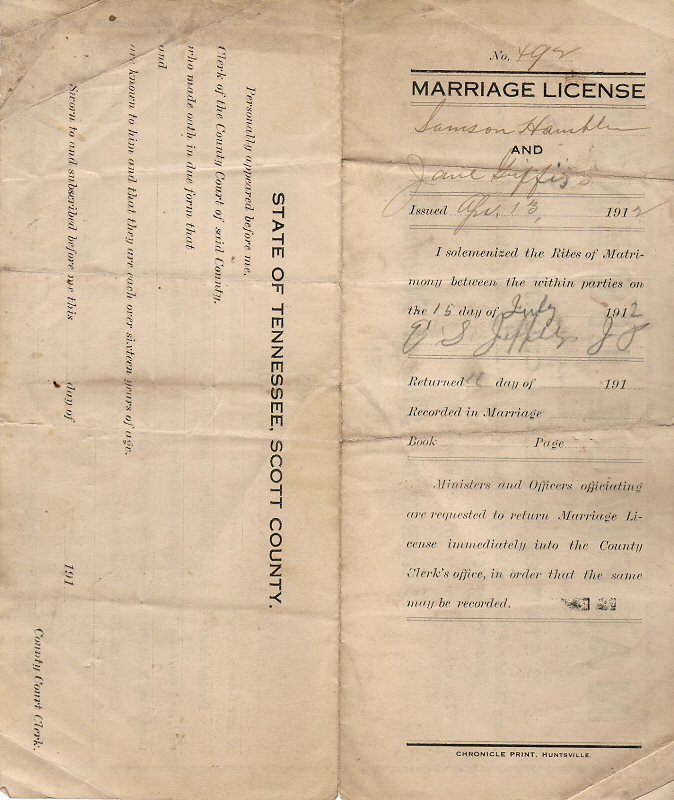 No. 492
MARRIAGE LICENSE
Samson Hamblin
AND
Jane
Issued Apr. 13, 1912
I solemenized the Rites of Matri-
mony between the within parties on
the 15 day of July 1912
S Jeffers J P
Returned day of 191
Recorded in Marriage
Book Page
Ministers and Officers officiating
are requested to return Marriage Li-
cense immediately into the County
Clerk's office, in order that the same
may be recorded.
CHRONICLE PRINT, HUNTSVILLE.
STATE OF TENNESSEE, SCOTT COUNTY.
Personally appeared before me,
Clerk of the County Court of said County,
who made oath in due form that
and
are known to him and that they are each over sixteen years of age.
Sworn to and subscribed before me this day of 191
County Court Clerk.